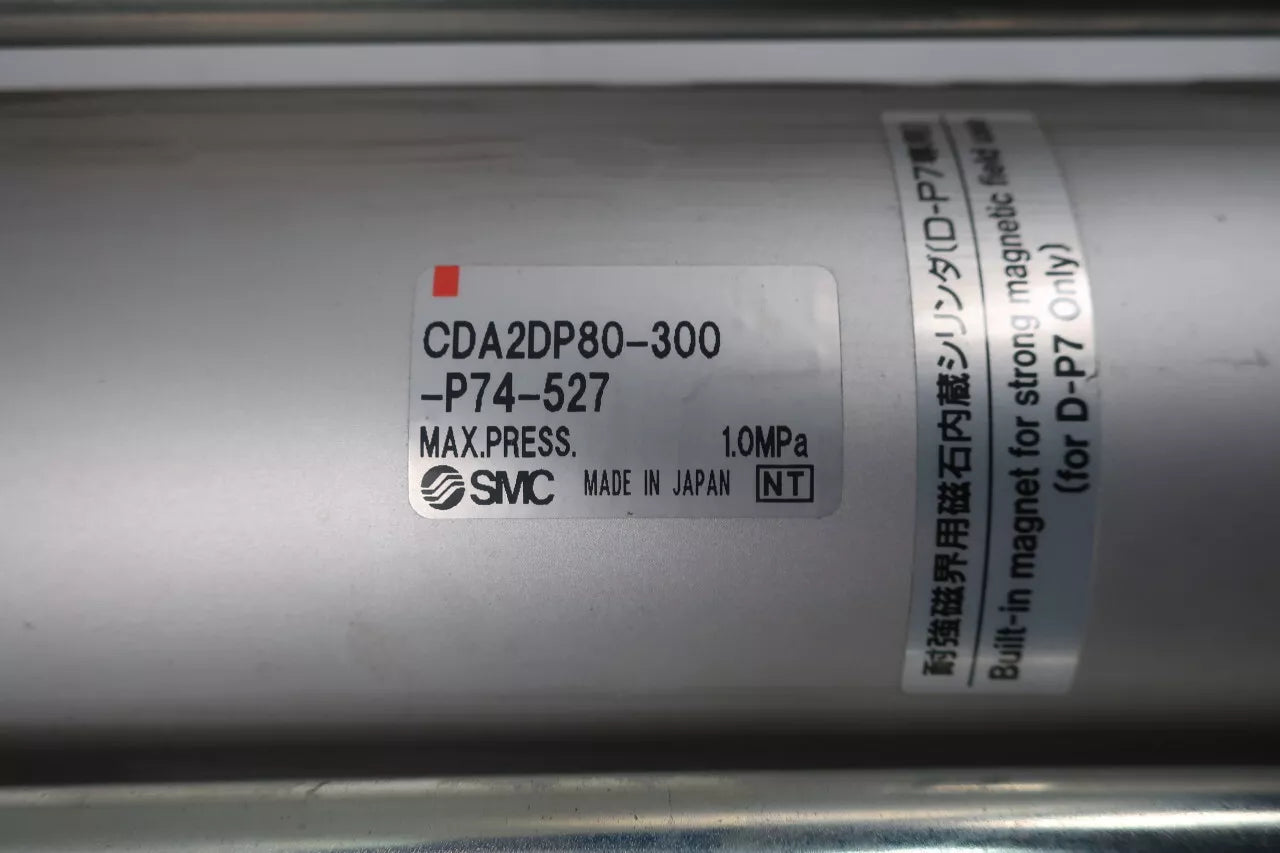 CDA2DP80-300
-P74-527
MAX.PRESS. 1.0MPa
SMC MADE IN JAPAN NT
耐強磁界用磁石内蔵シリンダ(D-P7専用)
Built-in magnet for strong magnetic field
(for D-P7 Only)